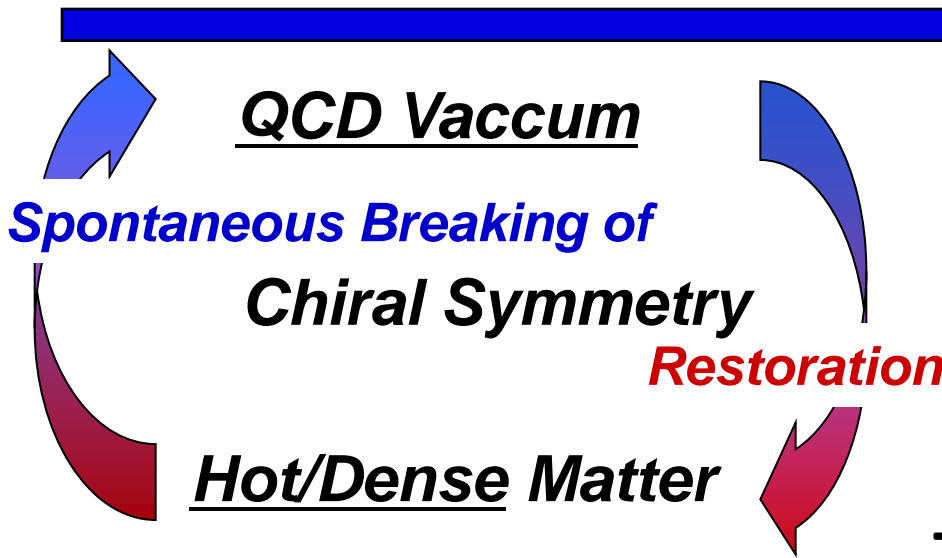 QCD Vaccum
Spontaneous Breaking of
Chiral Symmetry
Restoration
Hot/Dense Matter